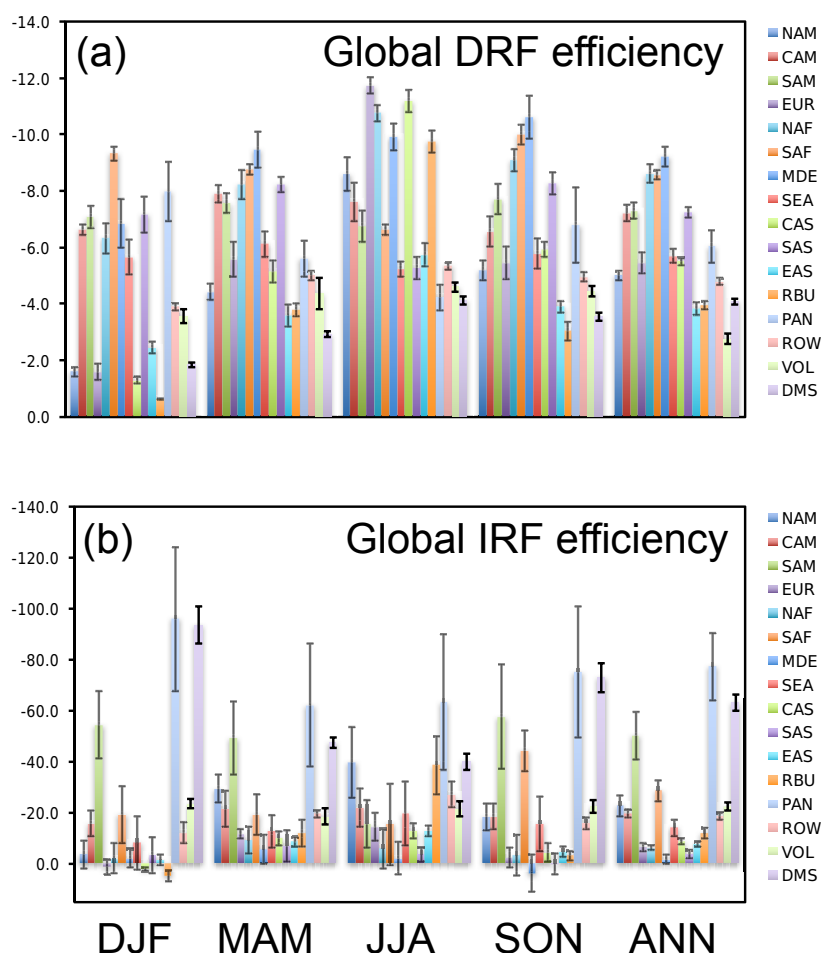 (a) Global DRF efficiency
-14.0
-12.0
-10.0
-8.0
-6.0
-4.0
-2.0
0.0
NAM
CAM
SAM
EUR
NAF
SAF
MDE
SEA
CAS
SAS
EAS
RBU
PAN
ROW
VOL
DMS
(b) Global IRF efficiency
-140.0
-120.0
-100.0
-80.0
-60.0
-40.0
-20.0
0.0
NAM
CAM
SAM
EUR
NAF
SAF
MDE
SEA
CAS
SAS
EAS
RBU
PAN
ROW
VOL
DMS
DJF MAM JJA SON ANN